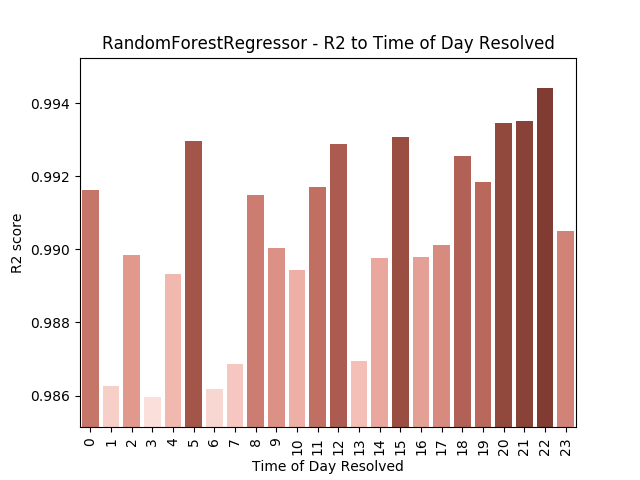 RandomForestRegressor - R2 to Time of Day Resolved
R2 score
0.994
0.992
0.990
0.988
0.986
0 1 2 3 4 5 6 7 8 9 10 11 12 13 14 15 16 17 18 19 20 21 22 23
Time of Day Resolved